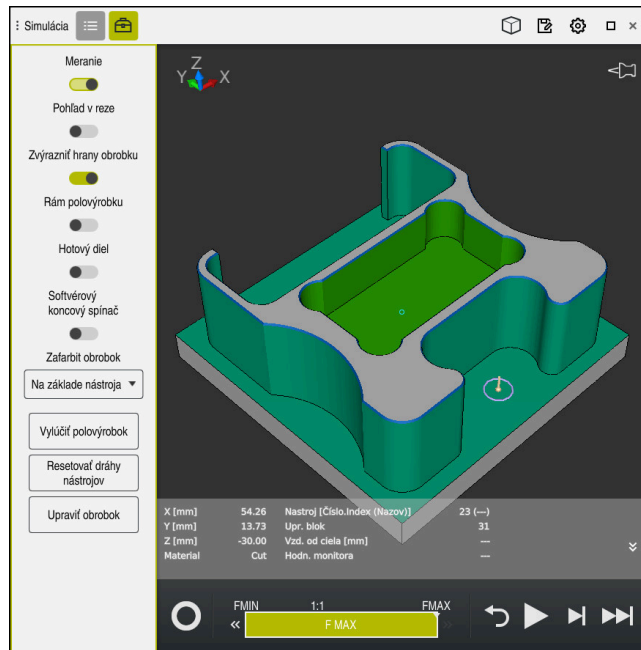 Simulácia
Meranie
Pohľad v reze
Zvýrazniť hrany obrobku
Rám polovýrobku
Hotový diel
Softvérový
koncový spínač
Zafarbit obrobok
Na základe nástroja
Vylúčiť polovýrobok
Resetovať dráhy
nástrojov
Upraviť obrobok
Z
Y X
X [mm] 54.26 Nastroj [Číslo.Index (Nazov)] 23 (---)
Y [mm] 13.73 Upr. blok 31
Z [mm] -30.00 Vzd. od ciela [mm] ---
Material Cut Hodn. monitora ---
FMIN 1:1 FMAX
F MAX